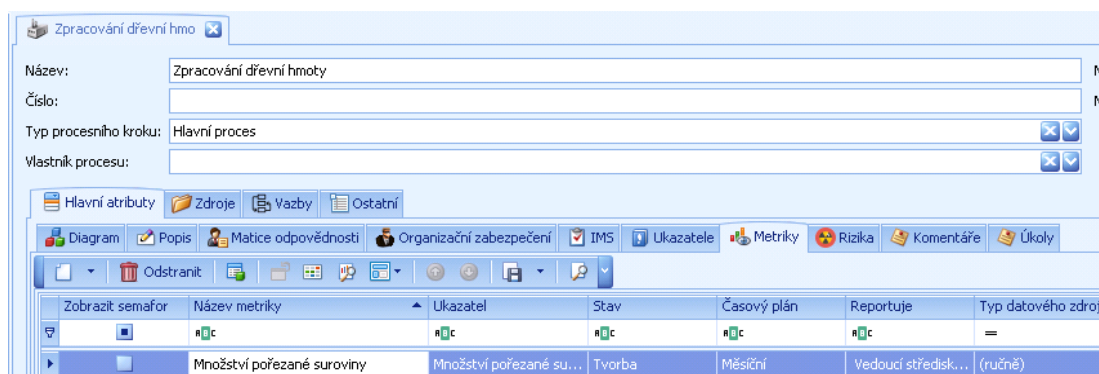 Zpracování dřevní hmo
Název: Zpracování dřevní hmoty
Číslo:
Typ procesního kroku: Hlavní proces
Vlastník procesu:
Hlavní atributy Zdroje Vazby Ostatní
Diagram Popis Matice odpovědnosti Organizační zabezpečení IMS Ukazatele Metriky Rizika Komentáře Úkoly
Odstranit
Zobrazit semafor Název metriky Ukazatel Stav Časový plán Reportuje Typ datového zdroj
Množství pořezané suroviny Množství pořezané su... Tvorba Měsíční Vedoucí středisk... (ručně)